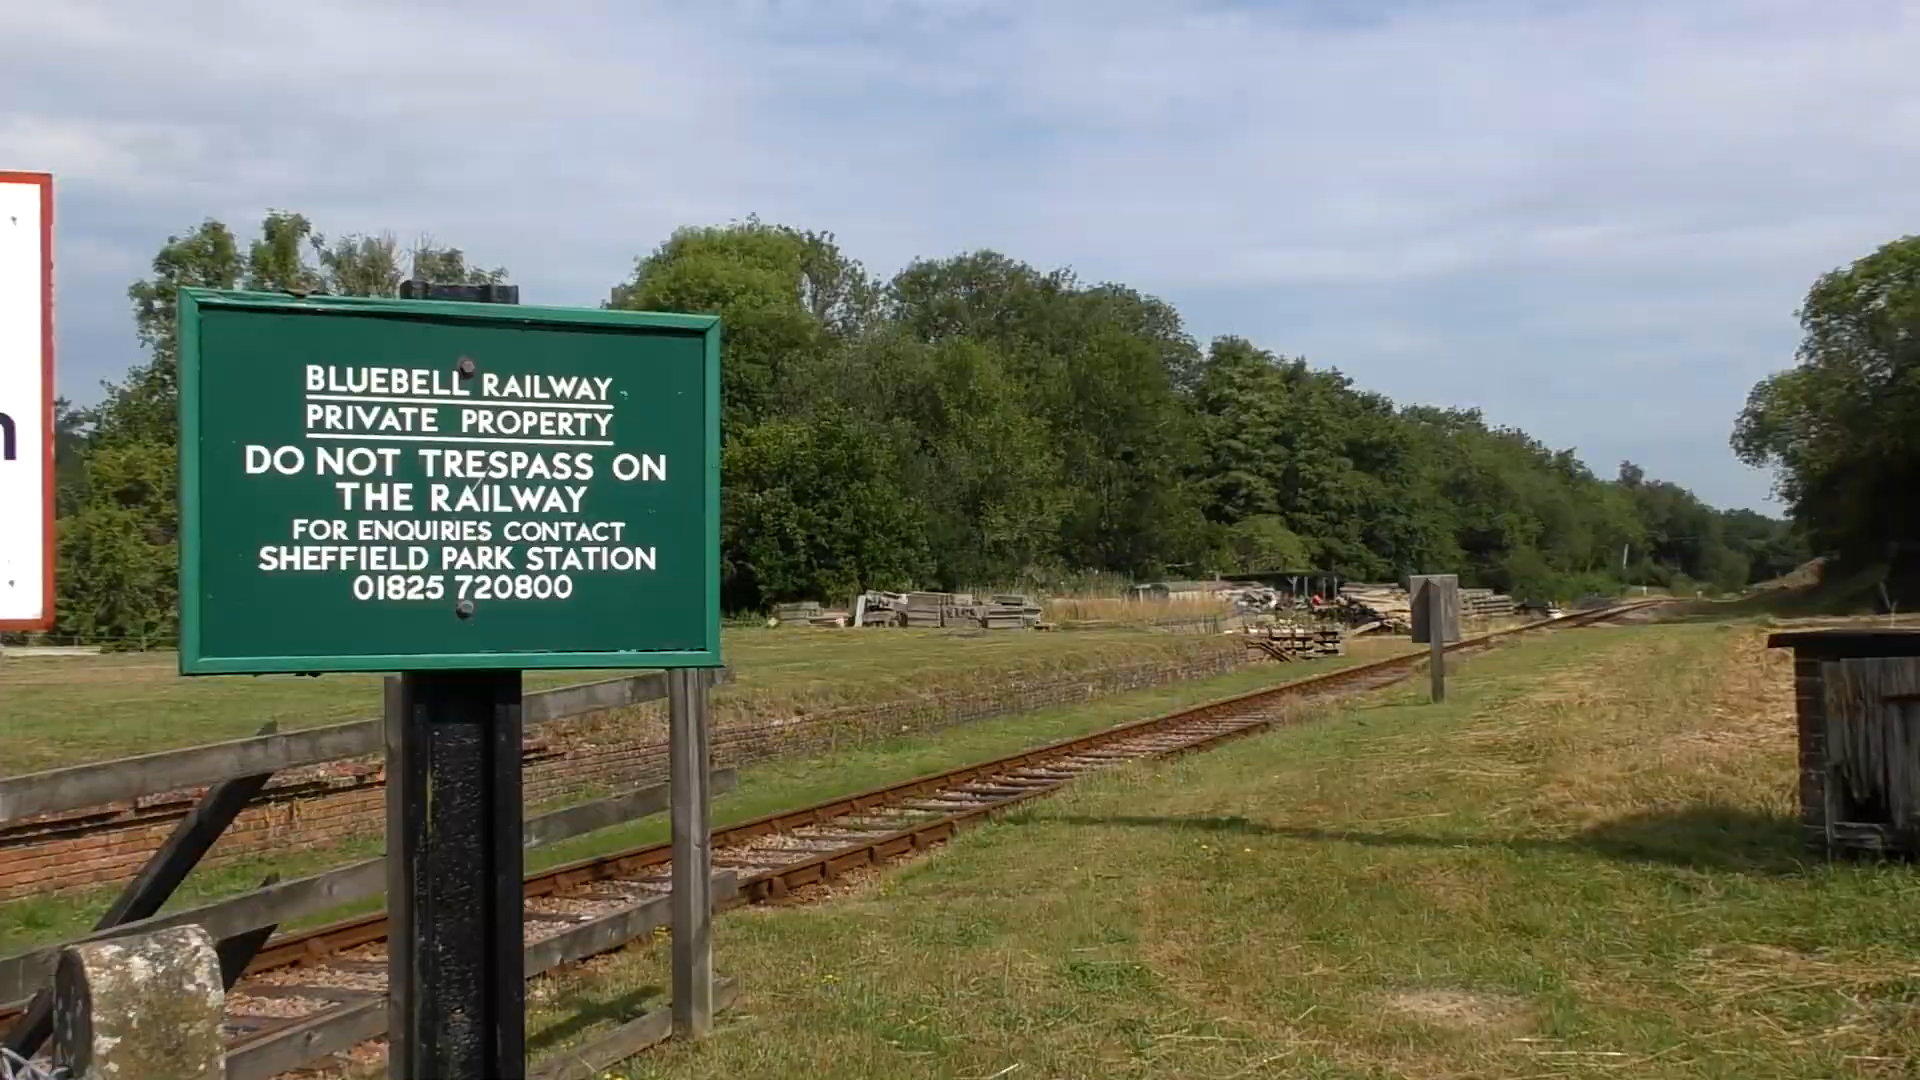 BLUEBELL RAILWAY
PRIVATE PROPERTY
DO NOT TRESPASS ON
THE RAILWAY
FOR ENQUIRIES CONTACT
SHEFFIELD PARK STATION
01825 720800